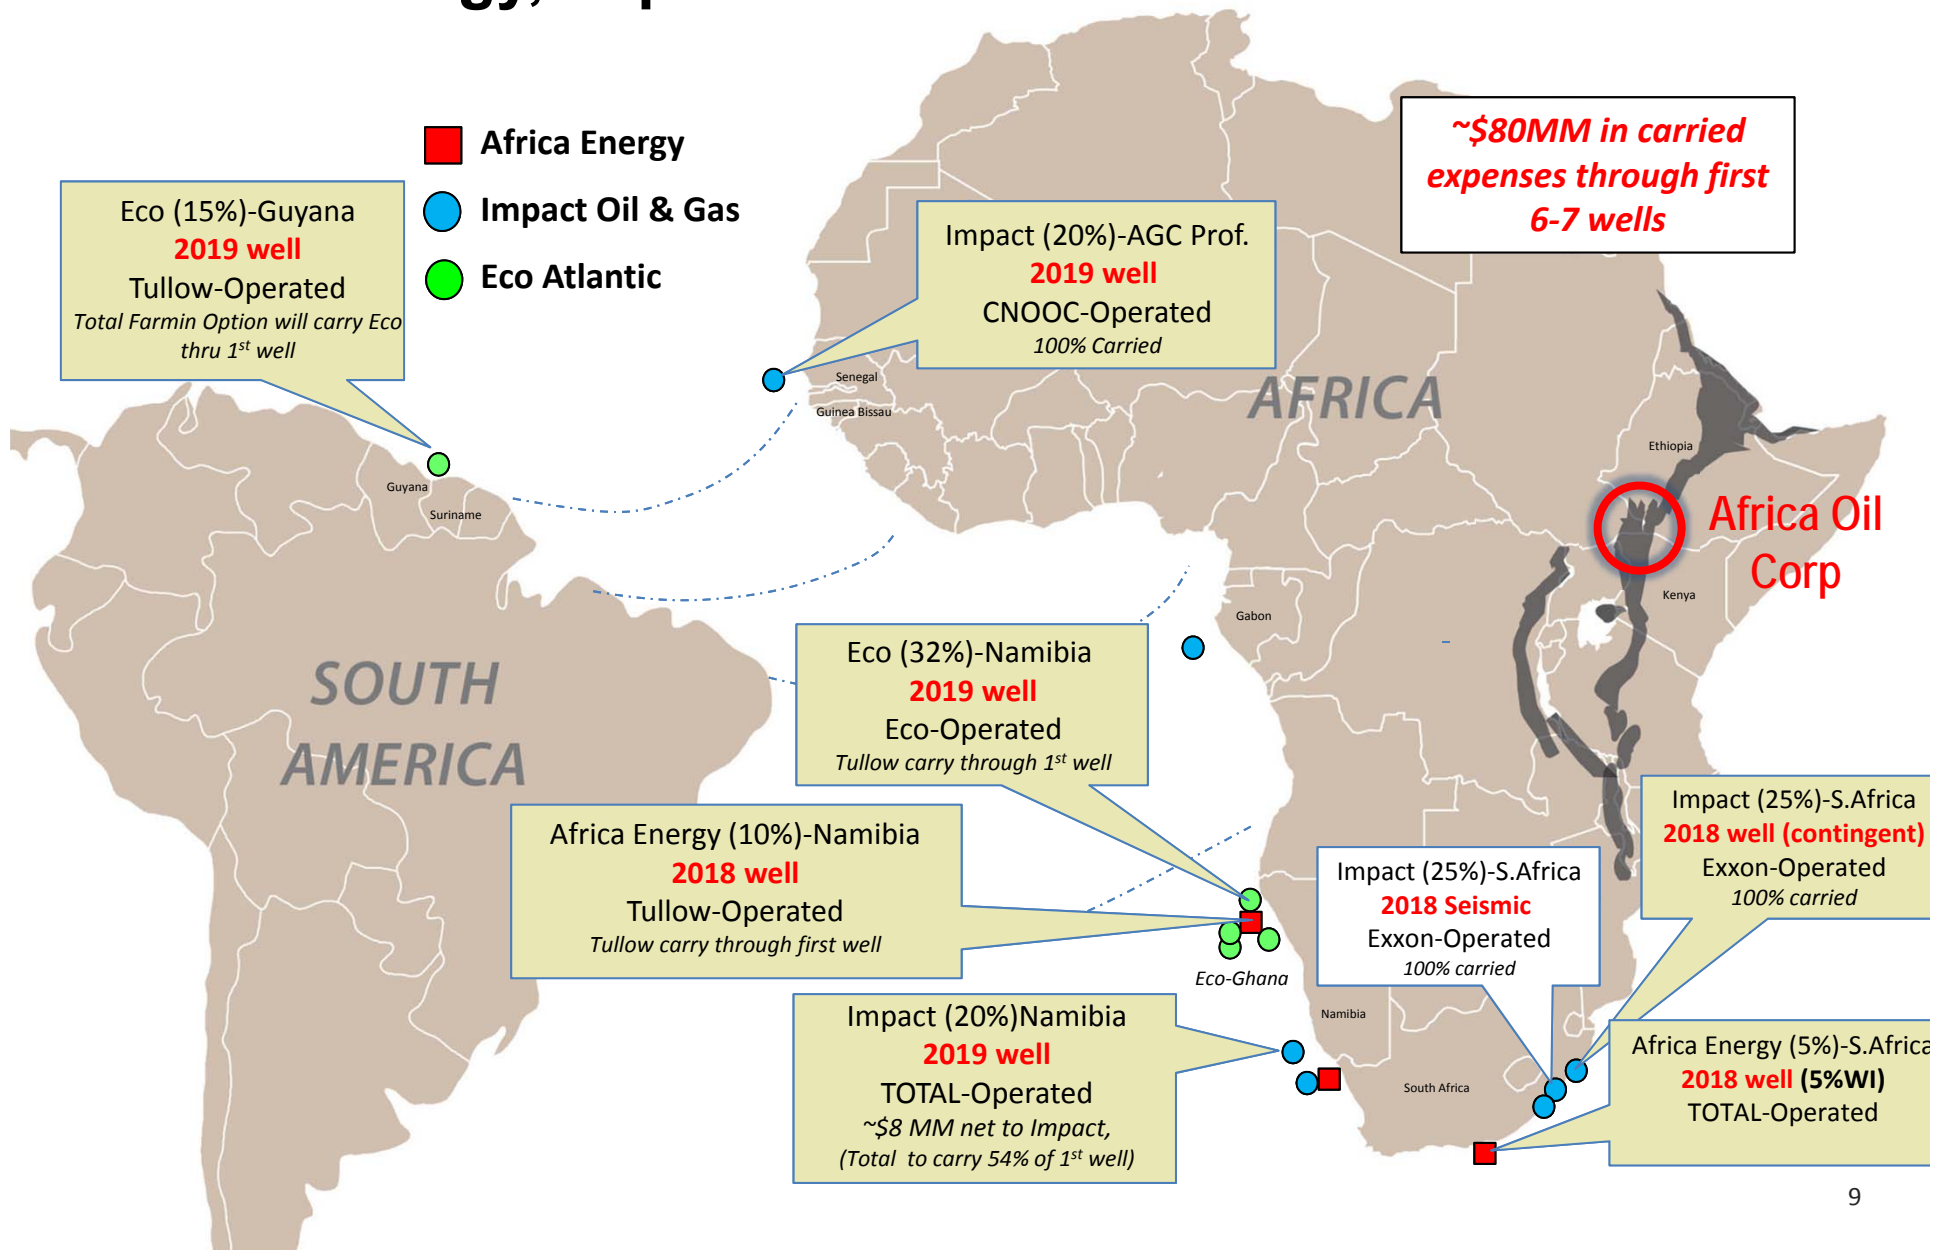 Africa Energy
Impact Oil & Gas
Eco Atlantic
~$80MM in carried
expenses through first
6-7 wells
Eco (15%)-Guyana
2019 well
Tullow-Operated
Total Farmin Option will carry Eco
thru 1st well
Impact (20%)-AGC Prof.
2019 well
CNOOC-Operated
100% Carried
Senegal
Guinea Bissau
AFRICA
Ethiopia
Guyana
Suriname
Africa Oil
Corp
Kenya
Gabon
SOUTH
AMERICA
Eco (32%)-Namibia
2019 well
Eco-Operated
Tullow carry through 1st well
Africa Energy (10%)-Namibia
2018 well
Tullow-Operated
Tullow carry through first well
Impact (25%)-S.Africa
2018 Seismic
Exxon-Operated
100% carried
Impact (25%)-S.Africa
2018 well (contingent)
Exxon-Operated
100% carried
Eco-Ghana
Namibia
South Africa
Impact (20%)Namibia
2019 well
TOTAL-Operated
~$8 MM net to Impact,
(Total to carry 54% of 1st well)
Africa Energy (5%)-S.Africa
2018 well (5%WI)
TOTAL-Operated
9